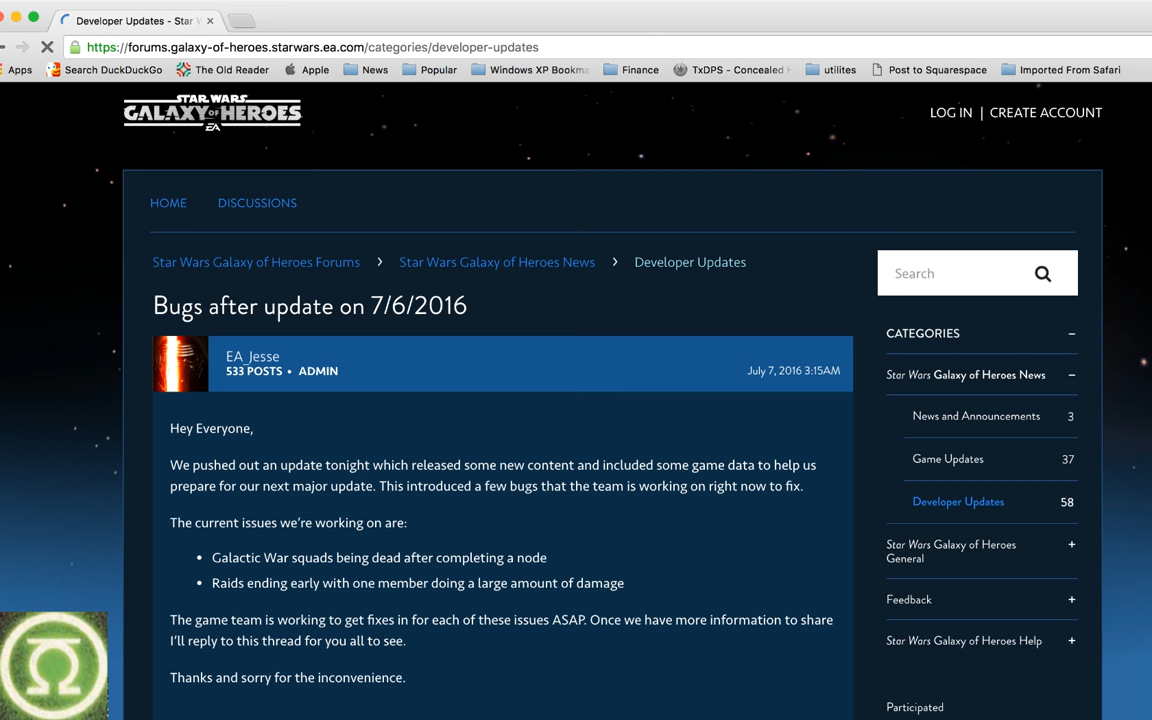 Developer Updates - Star W
https://forums.galaxy-of-heroes.starwars.ea.com/categories/developer-updates
Apps Search DuckDuckGo The Old Reader Apple News Popular Windows XP Bookma Finance TxDPS - Concealed H utilites Post to Squarespace Imported From Safari
STAR WARS
GALAXY OF HEROES
EA
LOG IN | CREATE ACCOUNT
HOME DISCUSSIONS
Star Wars Galaxy of Heroes Forums › Star Wars Galaxy of Heroes News › Developer Updates
Bugs after update on 7/6/2016
EA_Jesse
533 POSTS • ADMIN
July 7, 2016 3:15AM
Hey Everyone,
We pushed out an update tonight which released some new content and included some game data to help us
prepare for our next major update. This introduced a few bugs that the team is working on right now to fix.
The current issues we're working on are:
• Galactic War squads being dead after completing a node
• Raids ending early with one member doing a large amount of damage
The game team is working to get fixes in for each of these issues ASAP. Once we have more information to share
I'll reply to this thread for you all to see.
Thanks and sorry for the inconvenience.
Search
CATEGORIES –
Star Wars Galaxy of Heroes News –
News and Announcements 3
Game Updates 37
Developer Updates 58
Star Wars Galaxy of Heroes
General +
Feedback +
Star Wars Galaxy of Heroes Help +
Participated